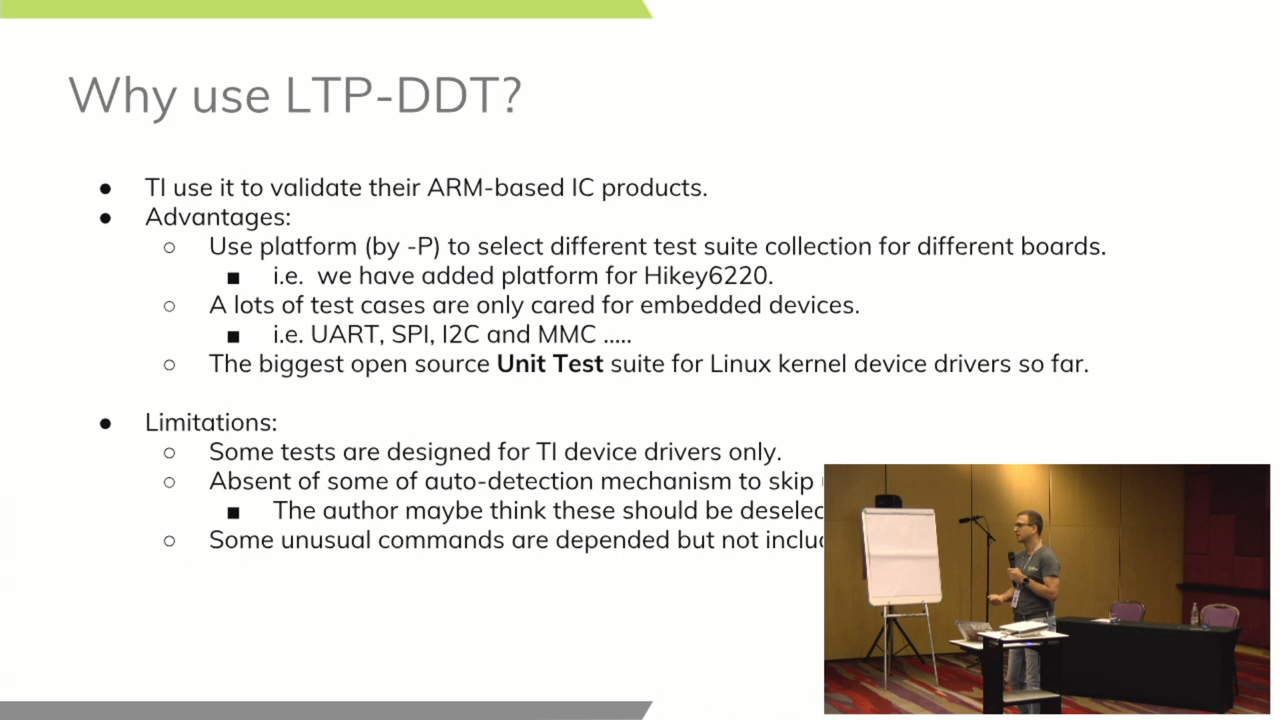 Why use LTP-DDT?
● TI use it to validate their ARM-based IC products.
● Advantages:
○ Use platform (by -P) to select different test suite collection for different boards.
■ i.e. we have added platform for Hikey6220.
○ A lots of test cases are only cared for embedded devices.
■ i.e. UART, SPI, I2C and MMC .....
○ The biggest open source Unit Test suite for Linux kernel device drivers so far.
● Limitations:
○ Some tests are designed for TI device drivers only.
○ Absent of some of auto-detection mechanism to skip
■ The author maybe think these should be deselec
○ Some unusual commands are depended but not inclu